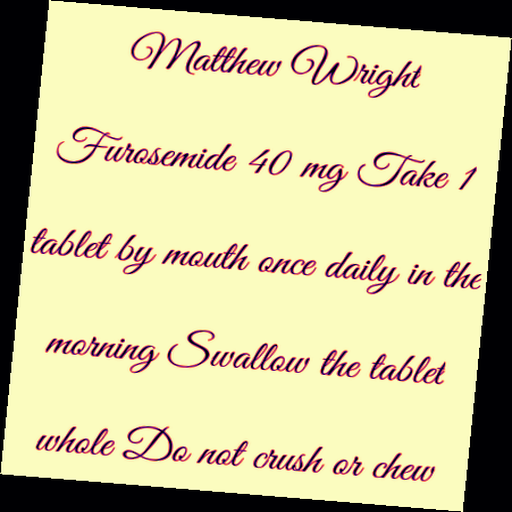 Matthew Wright
Furosemide 40 mg Take 1
tablet by mouth once daily in the
morning Swallow the tablet
whole Do not crush or chew